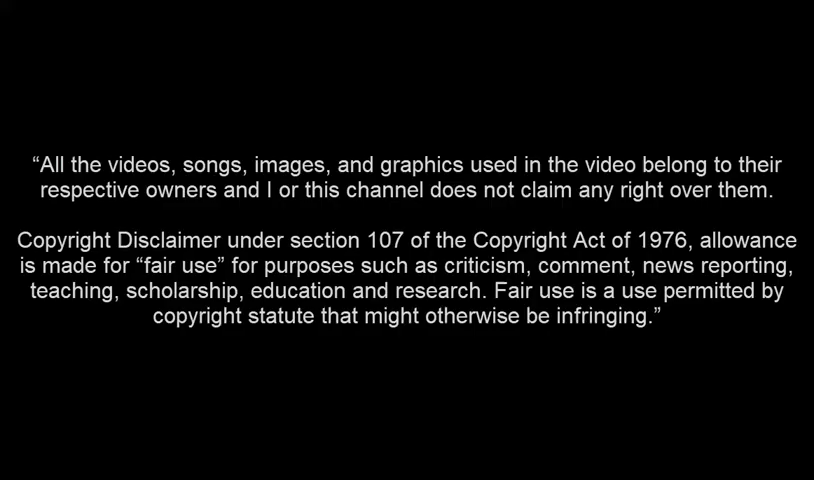 “All the videos, songs, images, and graphics used in the video belong to their
respective owners and I or this channel does not claim any right over them.
Copyright Disclaimer under section 107 of the Copyright Act of 1976, allowance
is made for “fair use” for purposes such as criticism, comment, news reporting,
teaching, scholarship, education and research. Fair use is a use permitted by
copyright statute that might otherwise be infringing.”